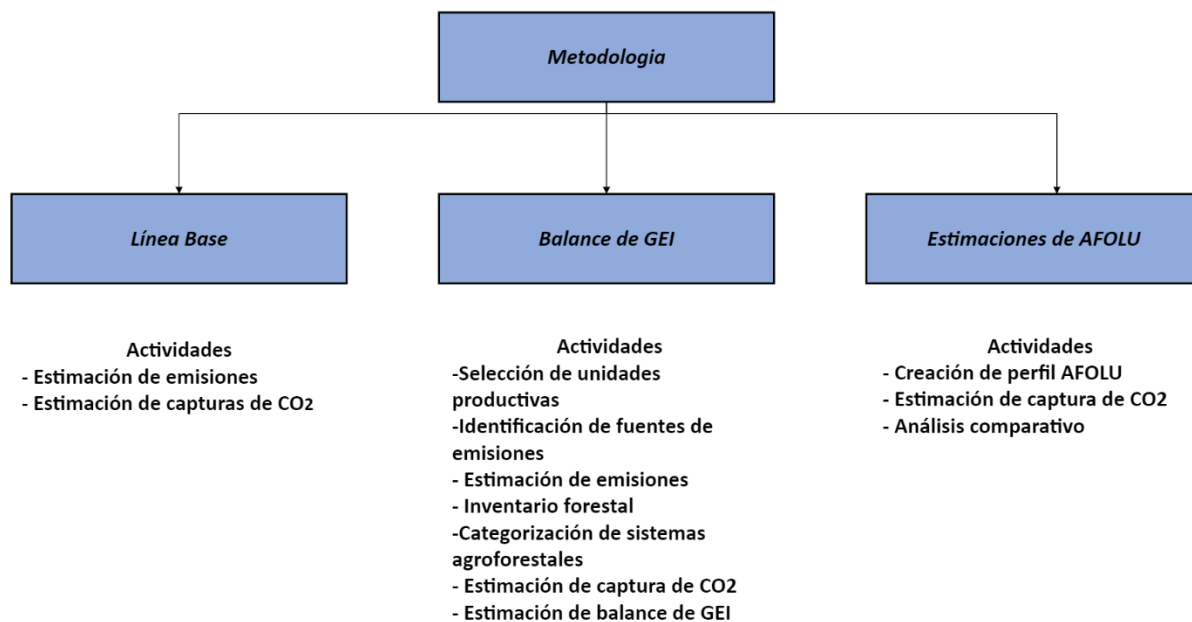 Metodologia
Línea Base
Balance de GEI
Estimaciones de AFOLU
Actividades
- Estimación de emisiones
- Estimación de capturas de CO2
Actividades
-Selección de unidades
productivas
-Identificación de fuentes de
emisiones
- Estimación de emisiones
- Inventario forestal
-Categorización de sistemas
agroforestales
- Estimación de captura de CO2
- Estimación de balance de GEI
Actividades
- Creación de perfil AFOLU
- Estimación de captura de CO2
- Análisis comparativo